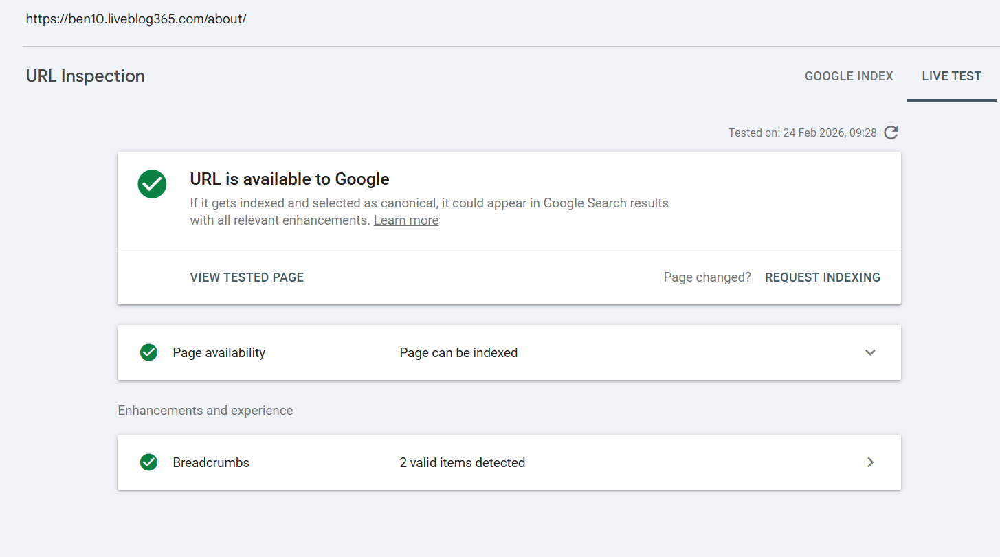 https://ben10.liveblog365.com/about/
URL Inspection
GOOGLE INDEX
LIVE TEST
Tested on: 24 Feb 2026, 09:28
URL is available to Google
If it gets indexed and selected as canonical, it could appear in Google Search results
with all relevant enhancements. Learn more
VIEW TESTED PAGE
Page changed?
REQUEST INDEXING
Page availability
Page can be indexed
Enhancements and experience
Breadcrumbs
2 valid items detected